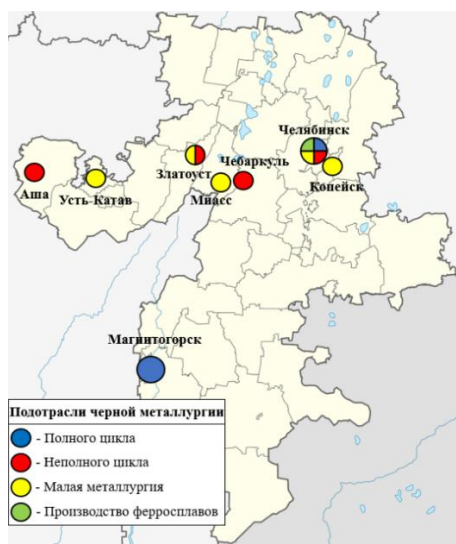 Челябинск
Златоуст
Чебаркуль
Аша
Усть-Катав
Миасс
Копейск
Магнитогорск
Подотрасли черной металлургии
- Полного цикла
- Неполного цикла
- Малая металлургия
- Производство ферросплавов